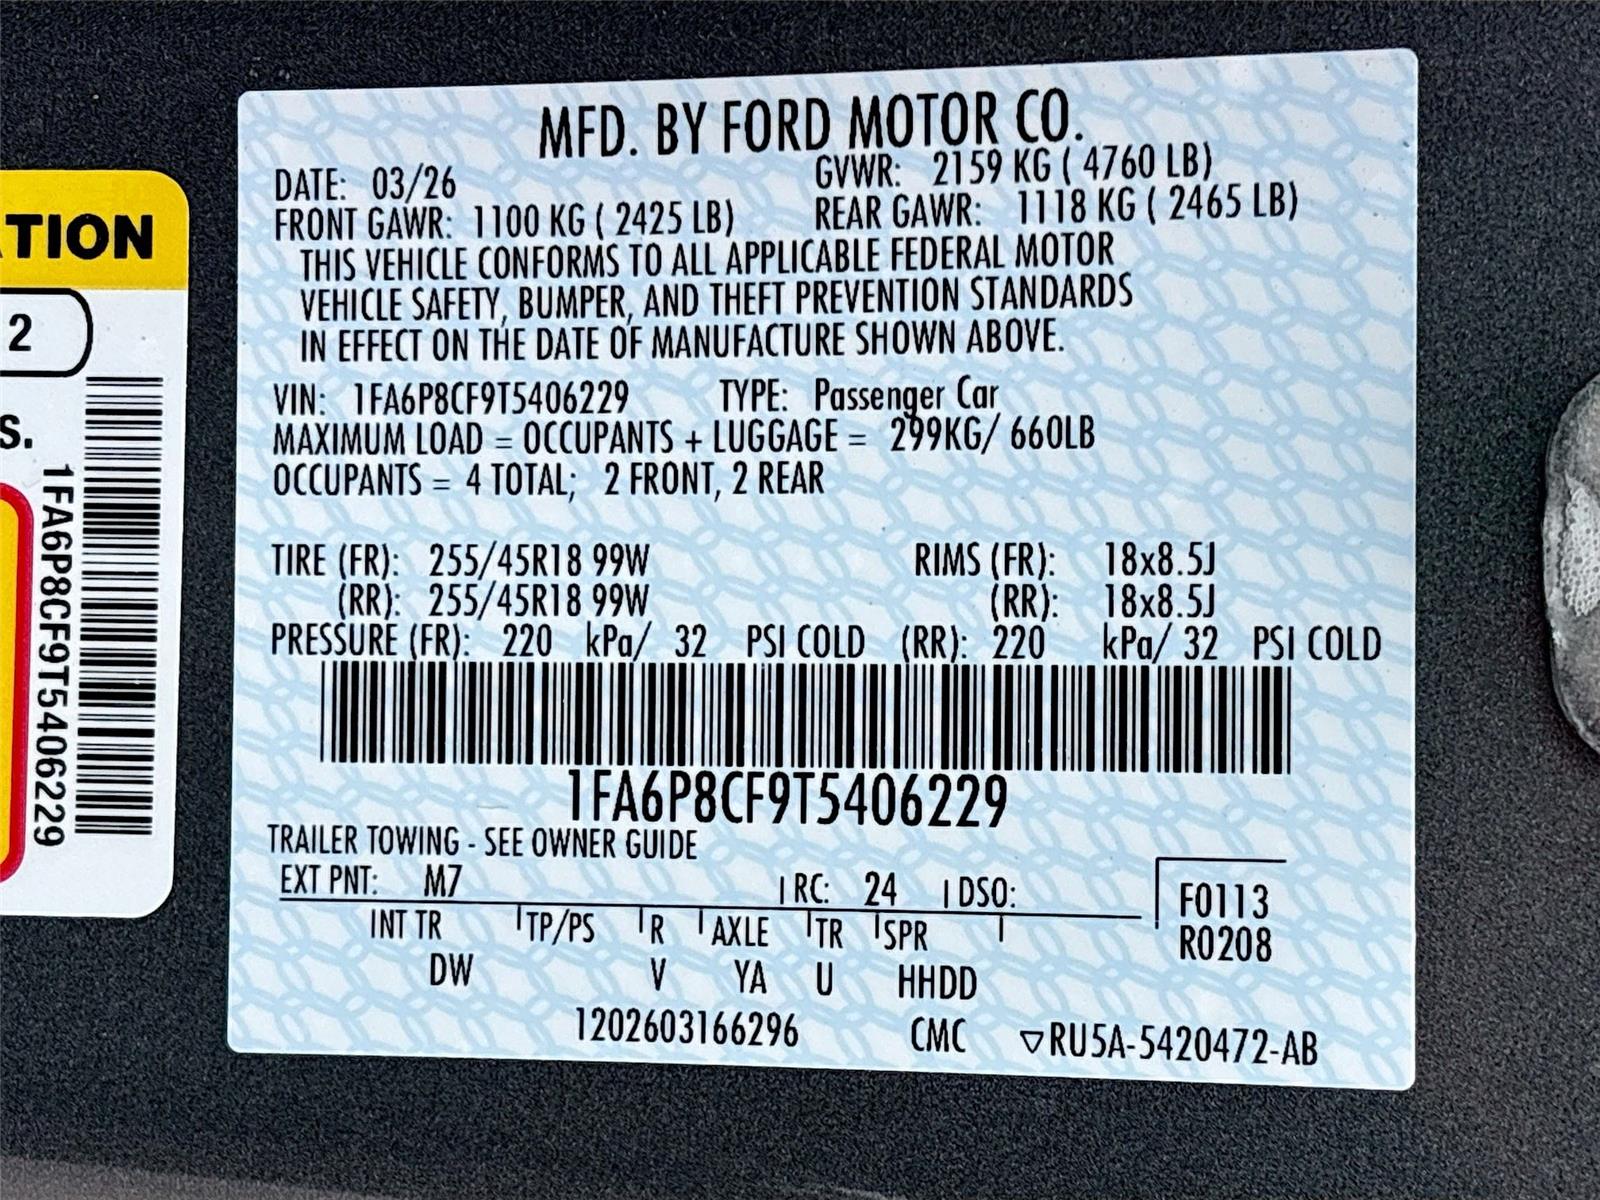 MFD. BY FORD MOTOR CO.
DATE: 03/26 GVWR: 2159 KG ( 4760 LB)
FRONT GAWR: 1100 KG ( 2425 LB) REAR GAWR: 1118 KG ( 2465 LB)
THIS VEHICLE CONFORMS TO ALL APPLICABLE FEDERAL MOTOR
VEHICLE SAFETY, BUMPER, AND THEFT PREVENTION STANDARDS
IN EFFECT ON THE DATE OF MANUFACTURE SHOWN ABOVE.
VIN: 1FA6P8CF9T5406229 TYPE: Passenger Car
MAXIMUM LOAD = OCCUPANTS + LUGGAGE = 299KG/ 660LB
OCCUPANTS = 4 TOTAL; 2 FRONT, 2 REAR
TIRE (FR): 255/45R18 99W RIMS (FR): 18x8.5J
(RR): 255/45R18 99W (RR): 18x8.5J
PRESSURE (FR): 220 kPa/ 32 PSI COLD (RR): 220 kPa/ 32 PSI COLD
1FA6P8CF9T5406229
TRAILER TOWING - SEE OWNER GUIDE
EXT PNT: M7 RC: 24 DSO:
F0113
R0208
INT TR TP/PS R AXLE TR SPR
DW V YA U HHDD
1202603166296 CMC ▽RU5A-5420472-AB
ATION
2
S.
1FA6P8CF9T5406229